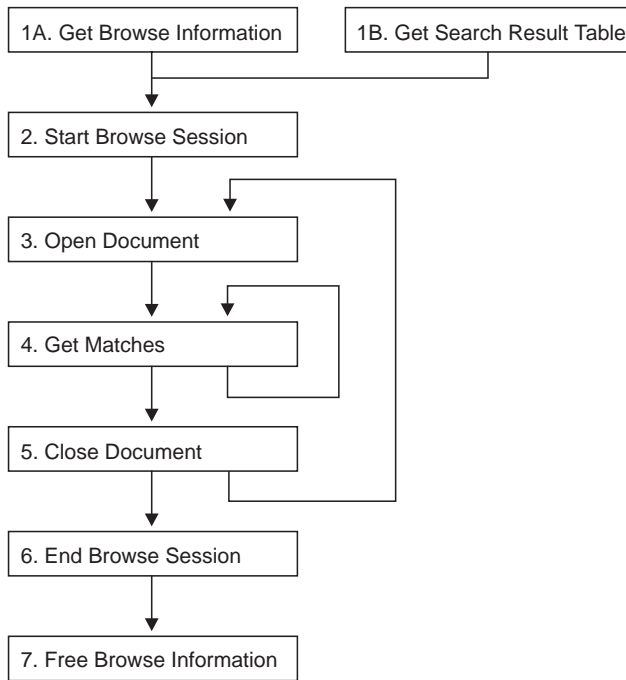 1A. Get Browse Information
1B. Get Search Result Table
2. Start Browse Session
3. Open Document
4. Get Matches
5. Close Document
6. End Browse Session
7. Free Browse Information